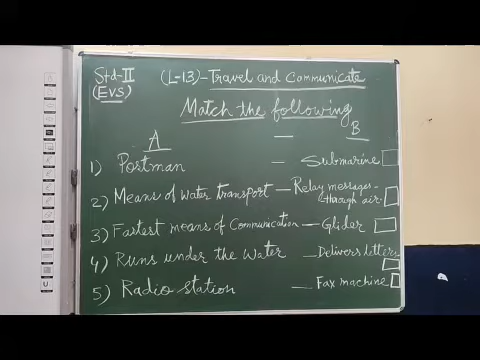 Std-II (L-13)-Travel and Communicate
(EVS)
Match the following
A — B
1) Postman — Submarine
2) Means of Water transport — Relay messages through air
3) Fastest means of Communication — Glider
4) Runs under the Water — Delivers letters
5) Radio station — Fax machine